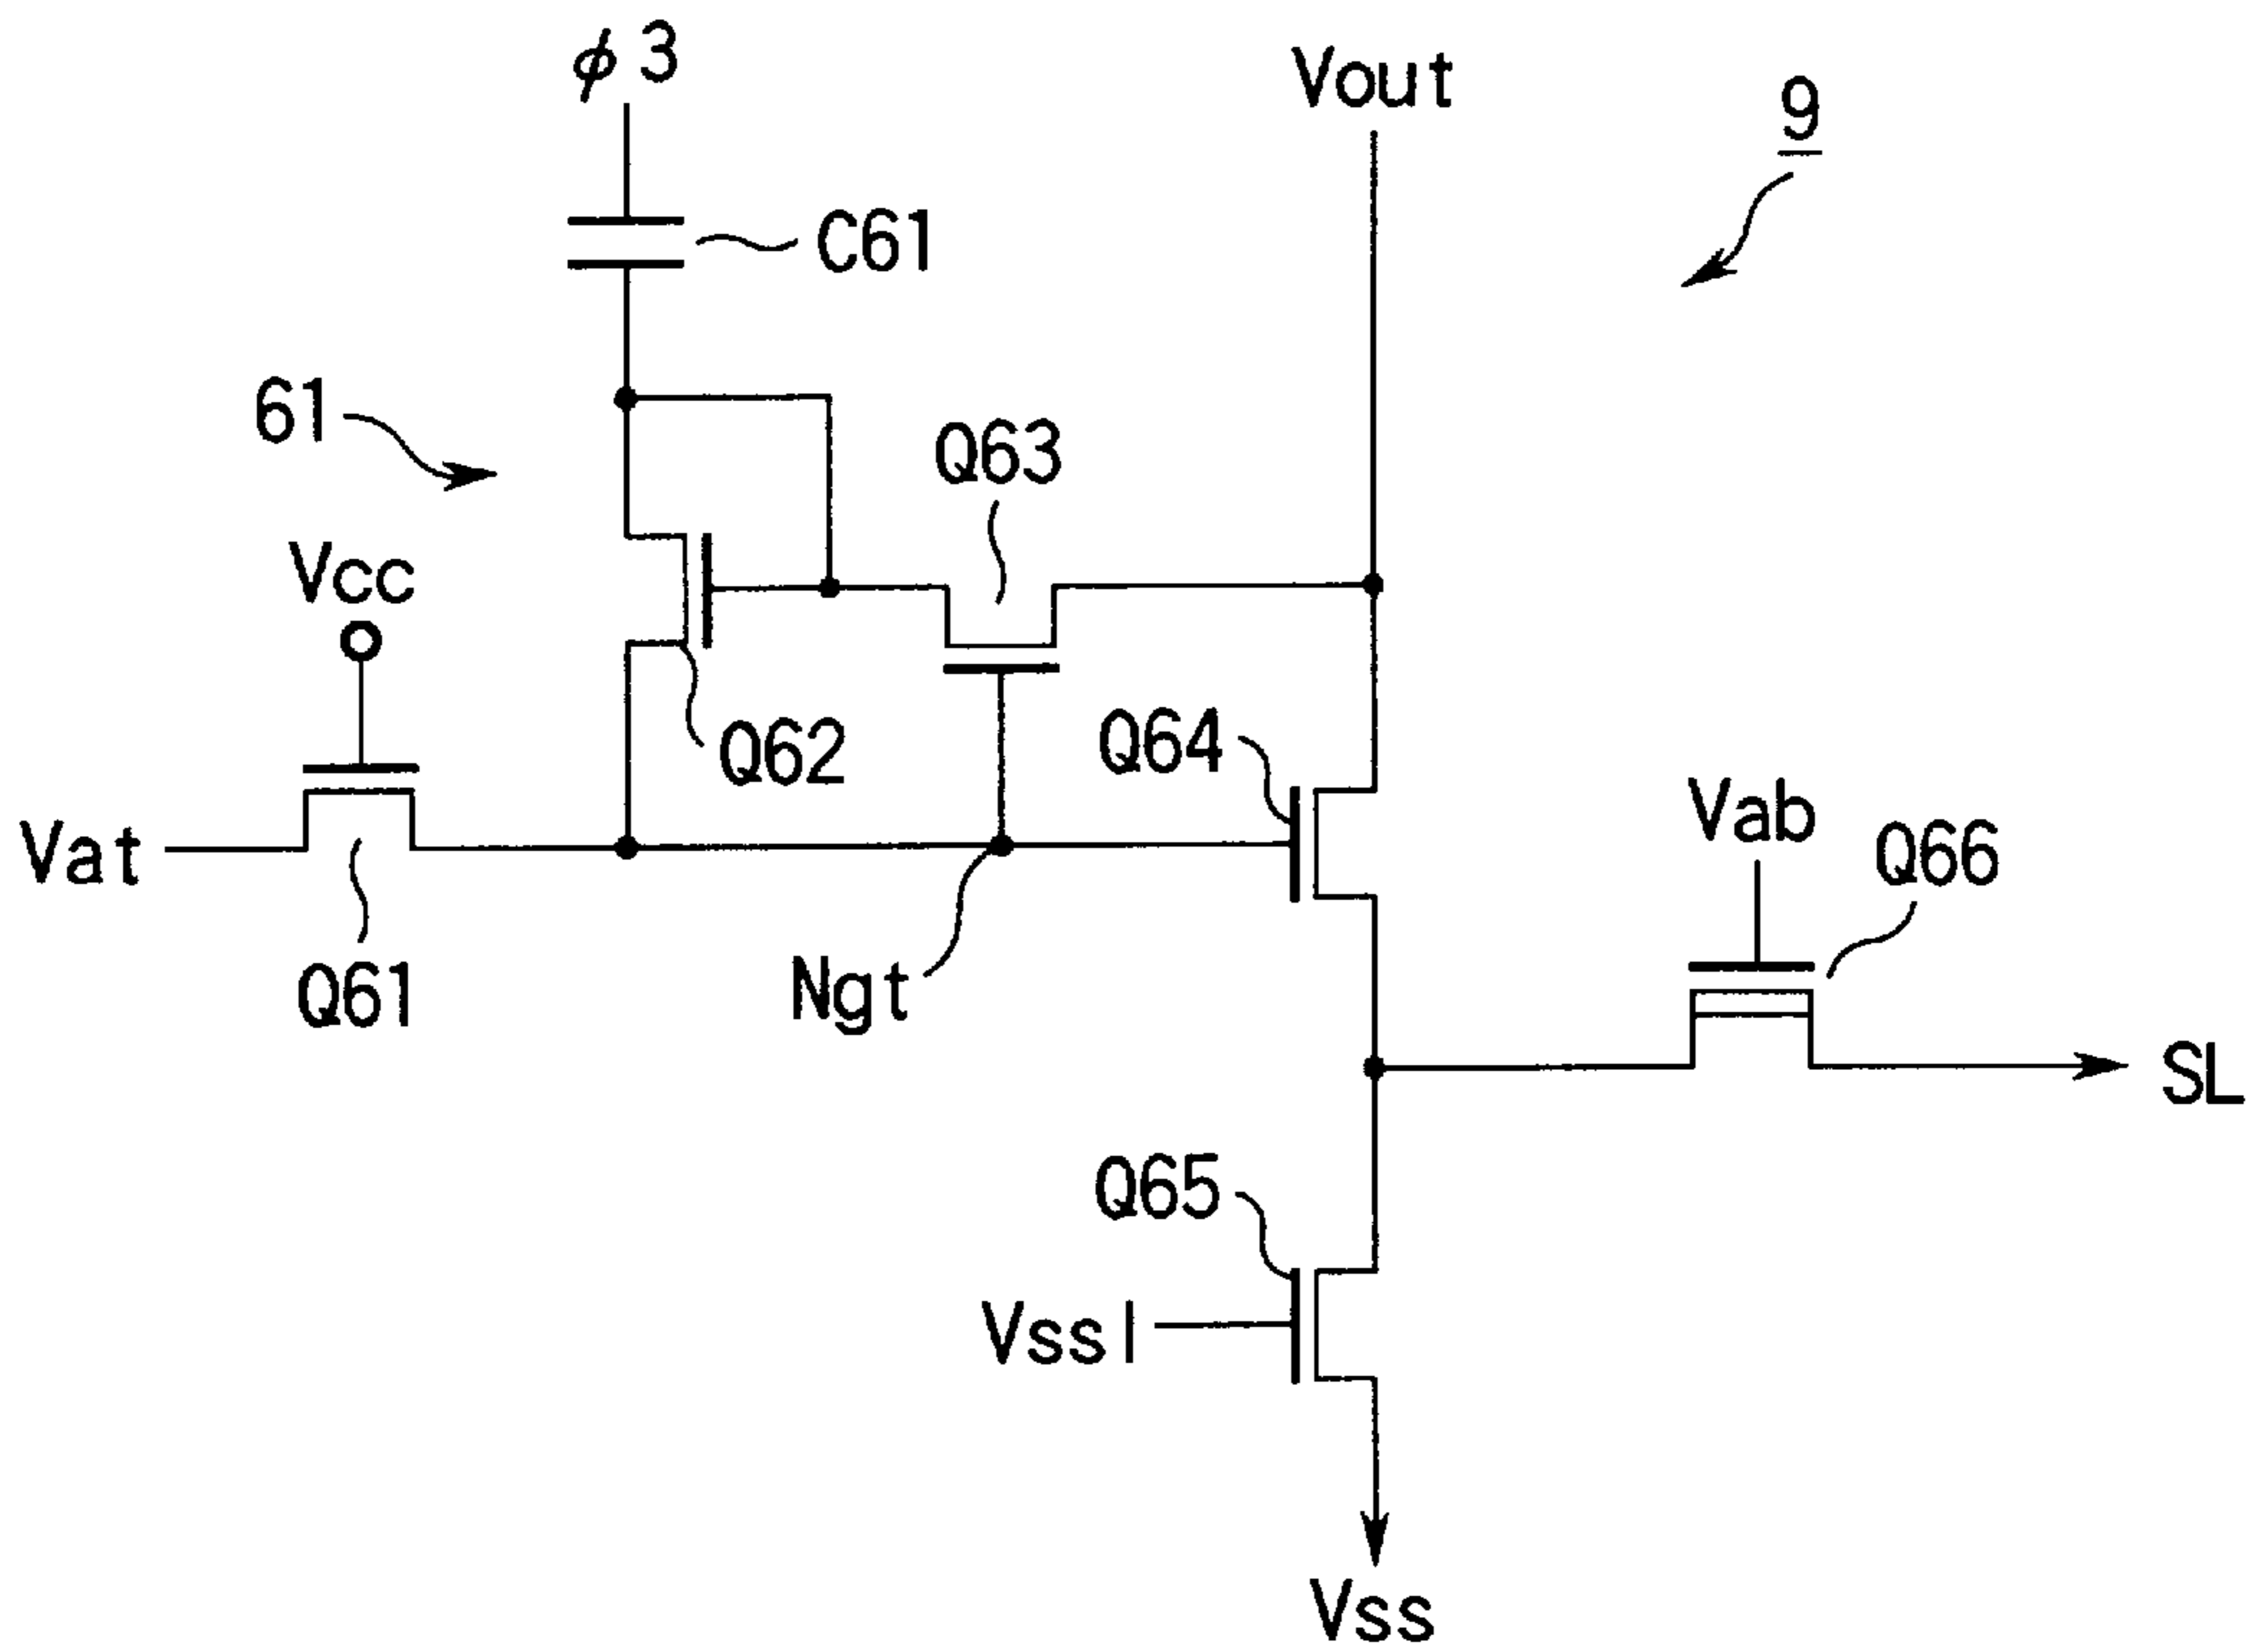 φ3
Vout
9
C61
61
Q63
Vcc
Q62
Q64
Vab
Q66
Vat
Q61
Ngt
SL
Q65
Vssl
Vss